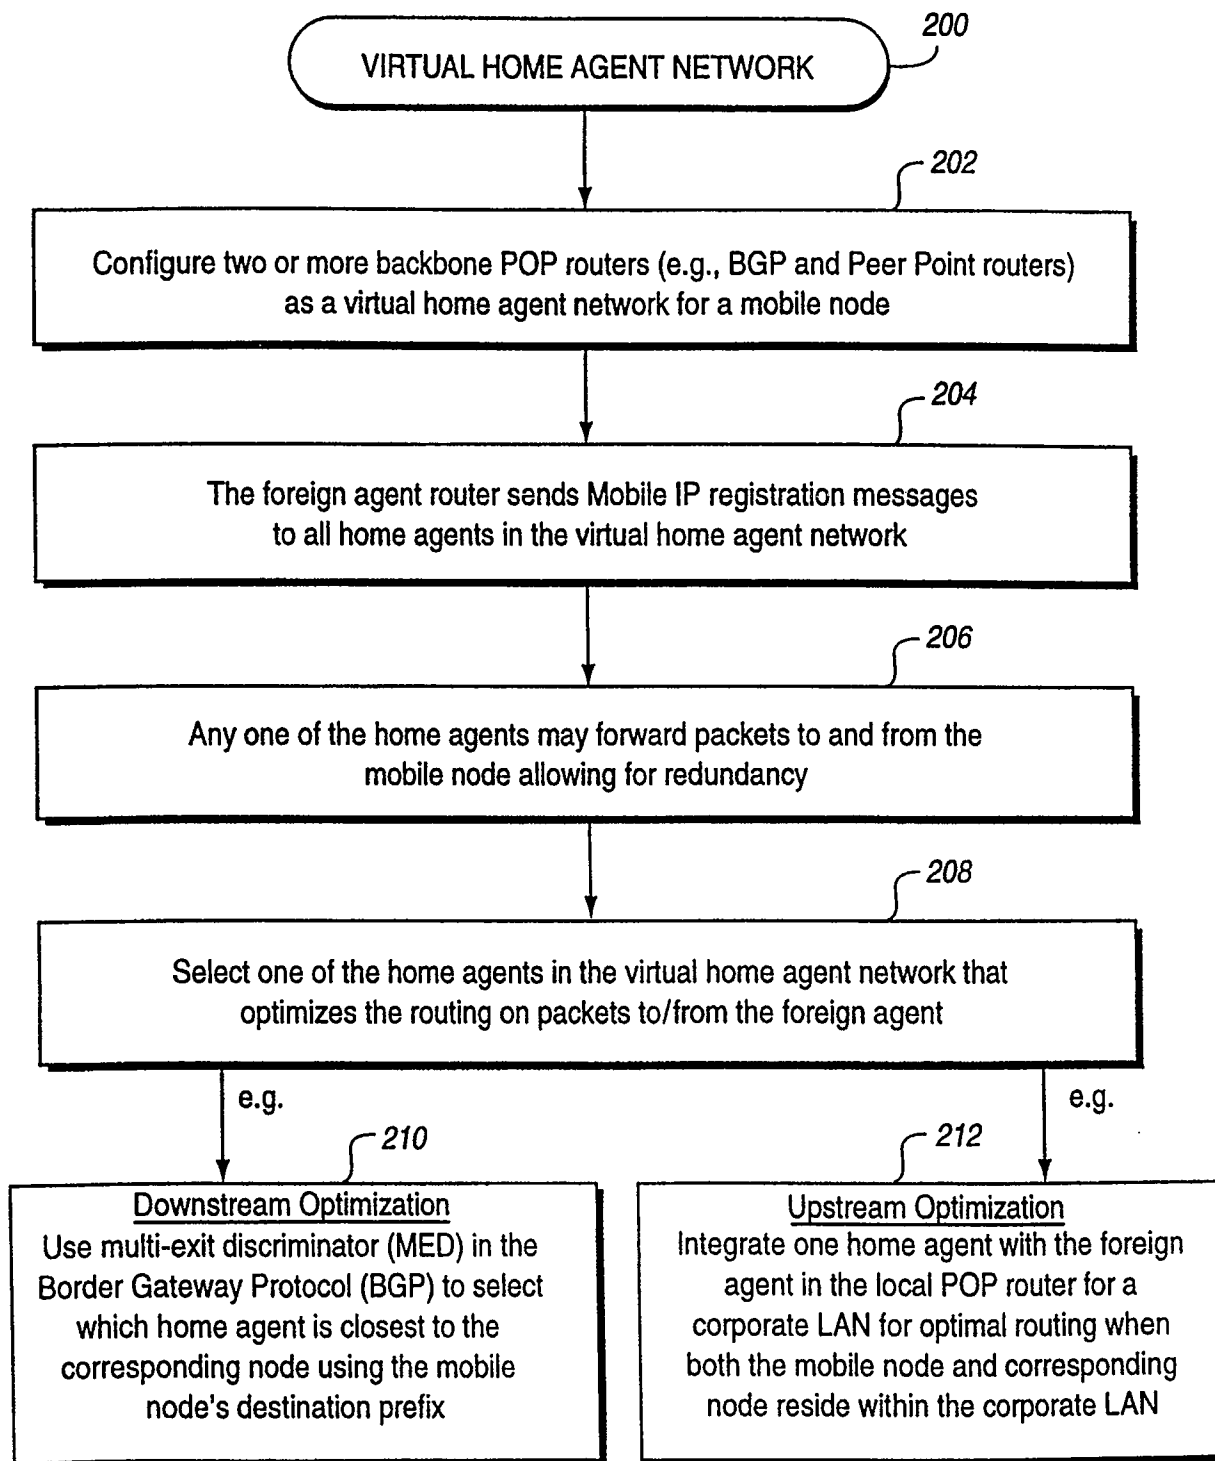 200
VIRTUAL HOME AGENT NETWORK
202
Configure two or more backbone POP routers (e.g., BGP and Peer Point routers)
as a virtual home agent network for a mobile node
204
The foreign agent router sends Mobile IP registration messages
to all home agents in the virtual home agent network
206
Any one of the home agents may forward packets to and from the
mobile node allowing for redundancy
208
Select one of the home agents in the virtual home agent network that
optimizes the routing on packets to/from the foreign agent
e.g.
e.g.
210
Downstream Optimization
Use multi-exit discriminator (MED) in the
Border Gateway Protocol (BGP) to select
which home agent is closest to the
corresponding node using the mobile
node's destination prefix
212
Upstream Optimization
Integrate one home agent with the foreign
agent in the local POP router for a
corporate LAN for optimal routing when
both the mobile node and corresponding
node reside within the corporate LAN